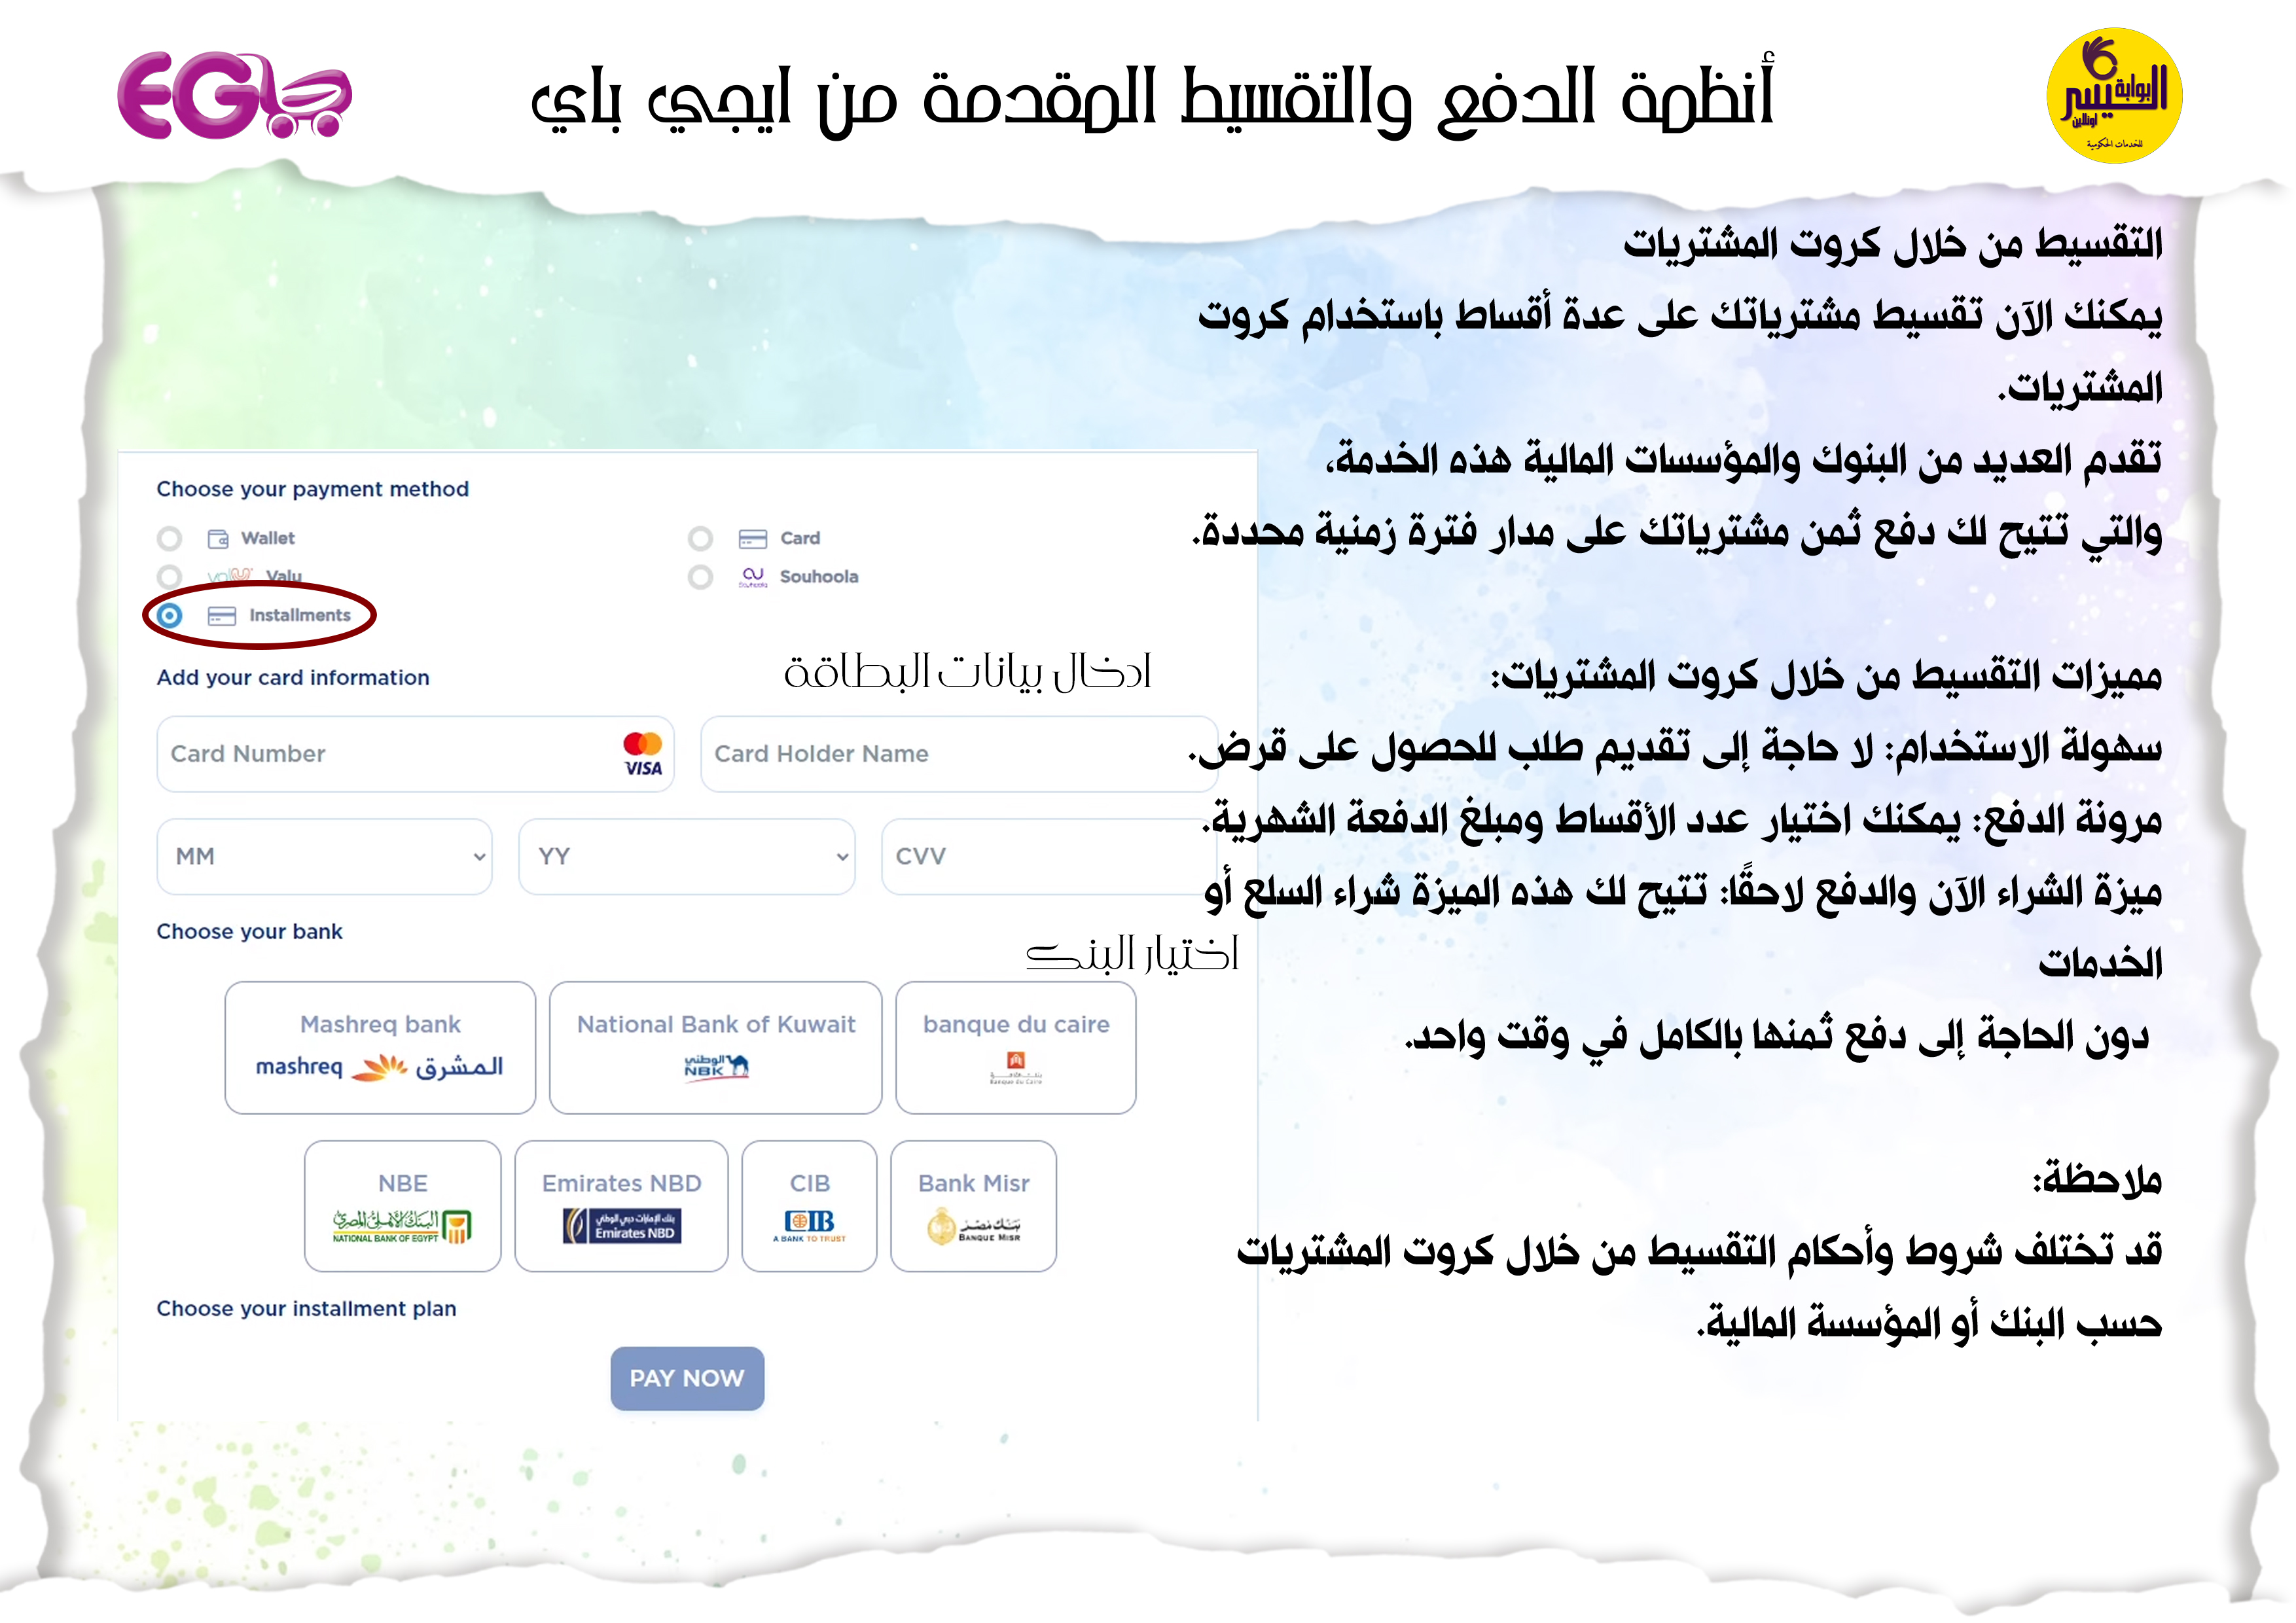 EG
أنظمة الدفع والتقسيط المقدمة من ايجي باي
البوابة
اليسر
اونلاين
للخدمات الحكومية
التقسيط من خلال كروت المشتريات
يمكنك الآن تقسيط مشترياتك على عدة أقساط باستخدام كروت
المشتريات.
تقدم العديد من البنوك والمؤسسات المالية هذه الخدمة،
والتي تتيح لك دفع ثمن مشترياتك على مدار فترة زمنية محددة.
مميزات التقسيط من خلال كروت المشتريات:
سهولة الاستخدام: لا حاجة إلى تقديم طلب للحصول على قرض.
مرونة الدفع: يمكنك اختيار عدد الأقساط ومبلغ الدفعة الشهرية.
ميزة الشراء الآن والدفع لاحقًا: تتيح لك هذه الميزة شراء السلع أو
الخدمات
دون الحاجة إلى دفع ثمنها بالكامل في وقت واحد.
ملاحظة:
قد تختلف شروط وأحكام التقسيط من خلال كروت المشتريات
حسب البنك أو المؤسسة المالية.
Choose your payment method
Wallet
Card
Valu
Souhoola
Installments
Add your card information
ادخال بيانات البطاقة
Card Number
VISA
Card Holder Name
MM
YY
CVV
Choose your bank
اختيار البنك
Mashreq bank
mashreq المشرق
National Bank of Kuwait
الوطني
NBK
banque du caire
Banque du Caire
NBE
البنك الأهلي المصري
NATIONAL BANK OF EGYPT
Emirates NBD
بنك الإمارات دبي الوطني
Emirates NBD
CIB
CIB
A BANK TO TRUST
Bank Misr
بنك مصر
BANQUE MISR
Choose your installment plan
PAY NOW